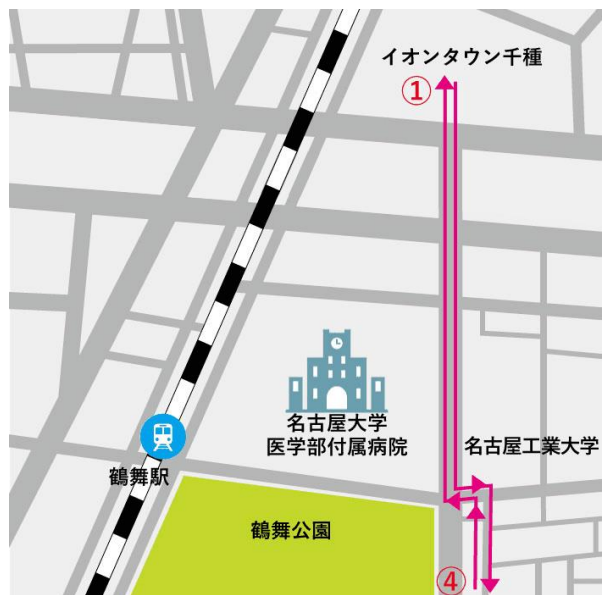 イオンタウン千種
①
名古屋大学
医学部付属病院
名古屋工業大学
鶴舞駅
鶴舞公園
④